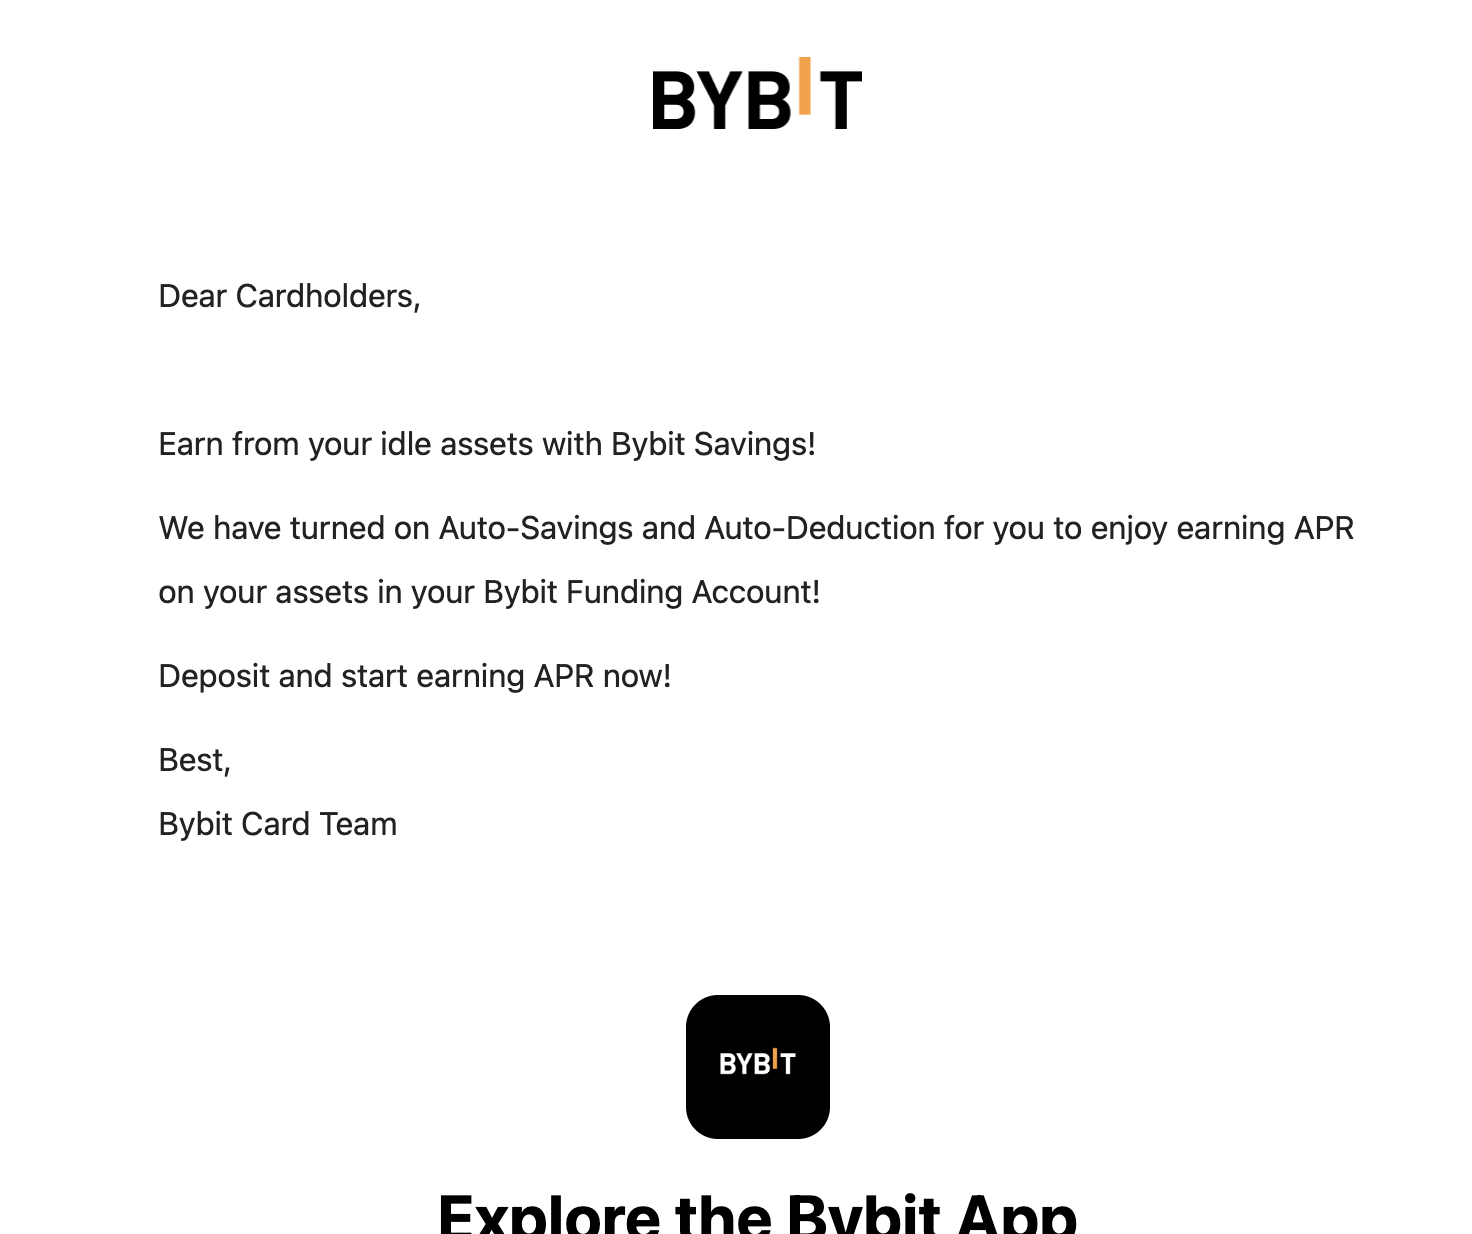 BYBIT
Dear Cardholders,
Earn from your idle assets with Bybit Savings!
We have turned on Auto-Savings and Auto-Deduction for you to enjoy earning APR
on your assets in your Bybit Funding Account!
Deposit and start earning APR now!
Best,
Bybit Card Team
BYBIT
Explore the Bybit App